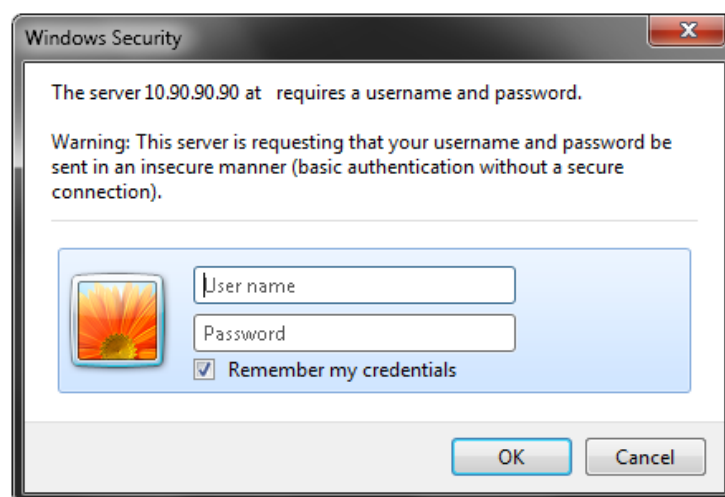 Windows Security
The server 10.90.90.90 at   requires a username and password.
Warning: This server is requesting that your username and password be
sent in an insecure manner (basic authentication without a secure
connection).
User name
Password
Remember my credentials
OK Cancel